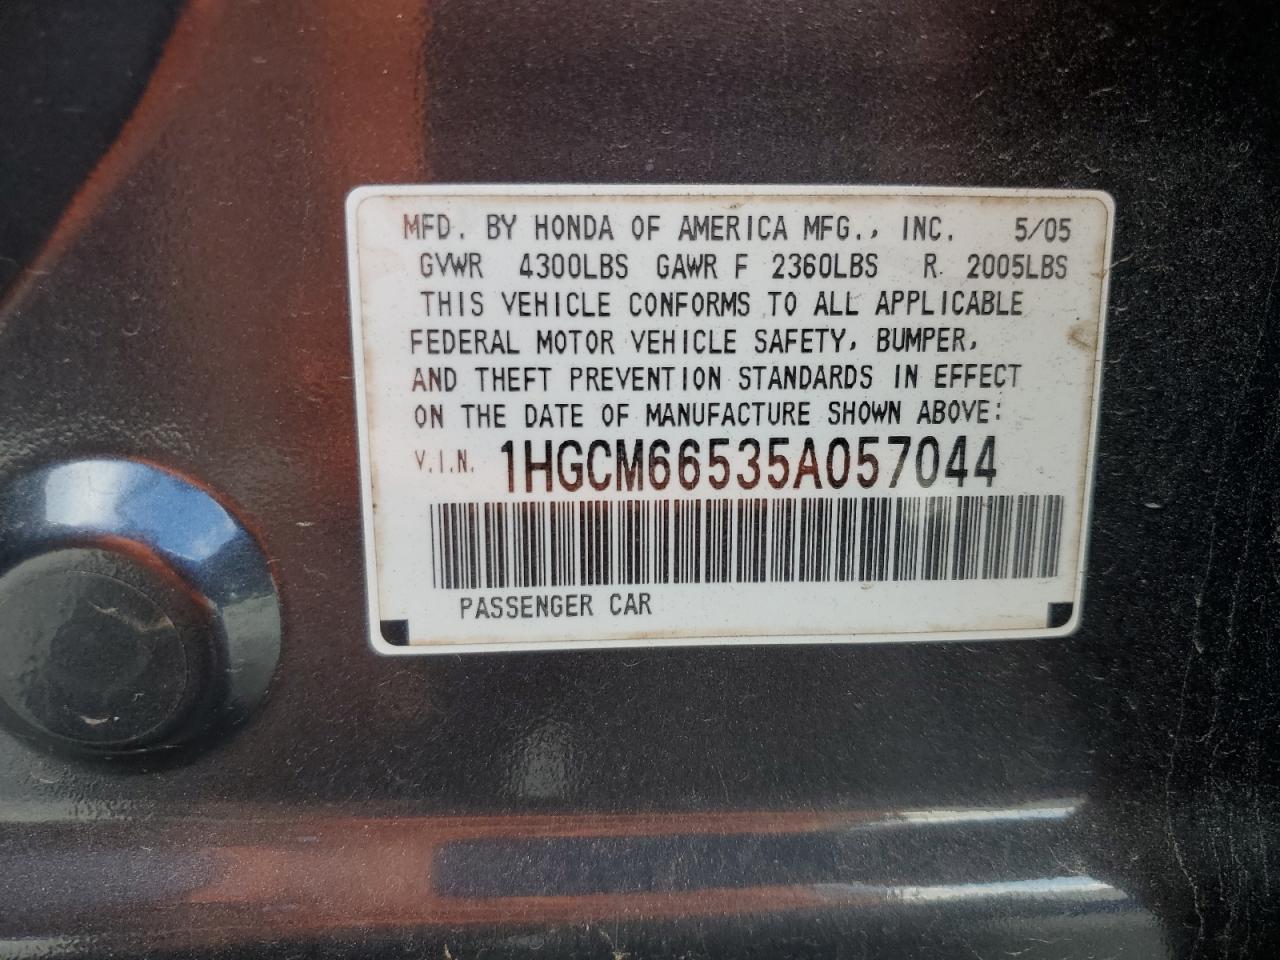 MFD. BY HONDA OF AMERICA MFG., INC. 5/05
GVWR 4300LBS GAWR F 2360LBS R 2005LBS
THIS VEHICLE CONFORMS TO ALL APPLICABLE
FEDERAL MOTOR VEHICLE SAFETY, BUMPER,
AND THEFT PREVENTION STANDARDS IN EFFECT
ON THE DATE OF MANUFACTURE SHOWN ABOVE:
V.I.N. 1HGCM66535A057044
PASSENGER CAR